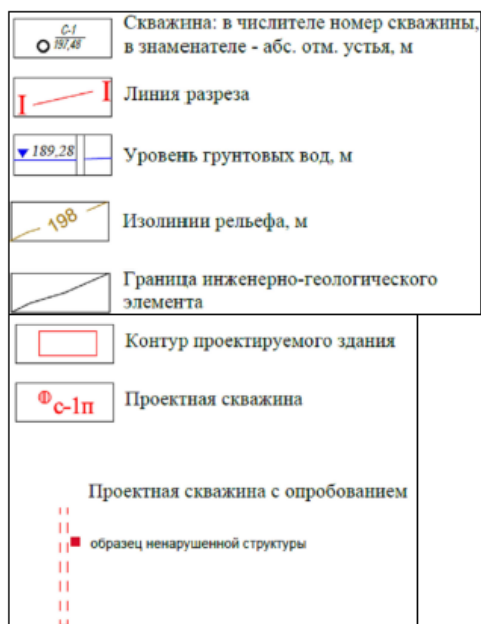 С-1
197,48
Скважина: в числителе номер скважины,
в знаменателе - абс. отм. устья, м
I I
Линия разреза
189,28
Уровень грунтовых вод, м
198
Изолинии рельефа, м
Граница инженерно-геологического
элемента
Контур проектируемого здания
с-1п
Проектная скважина
Проектная скважина с опробованием
образец ненарушенной структуры